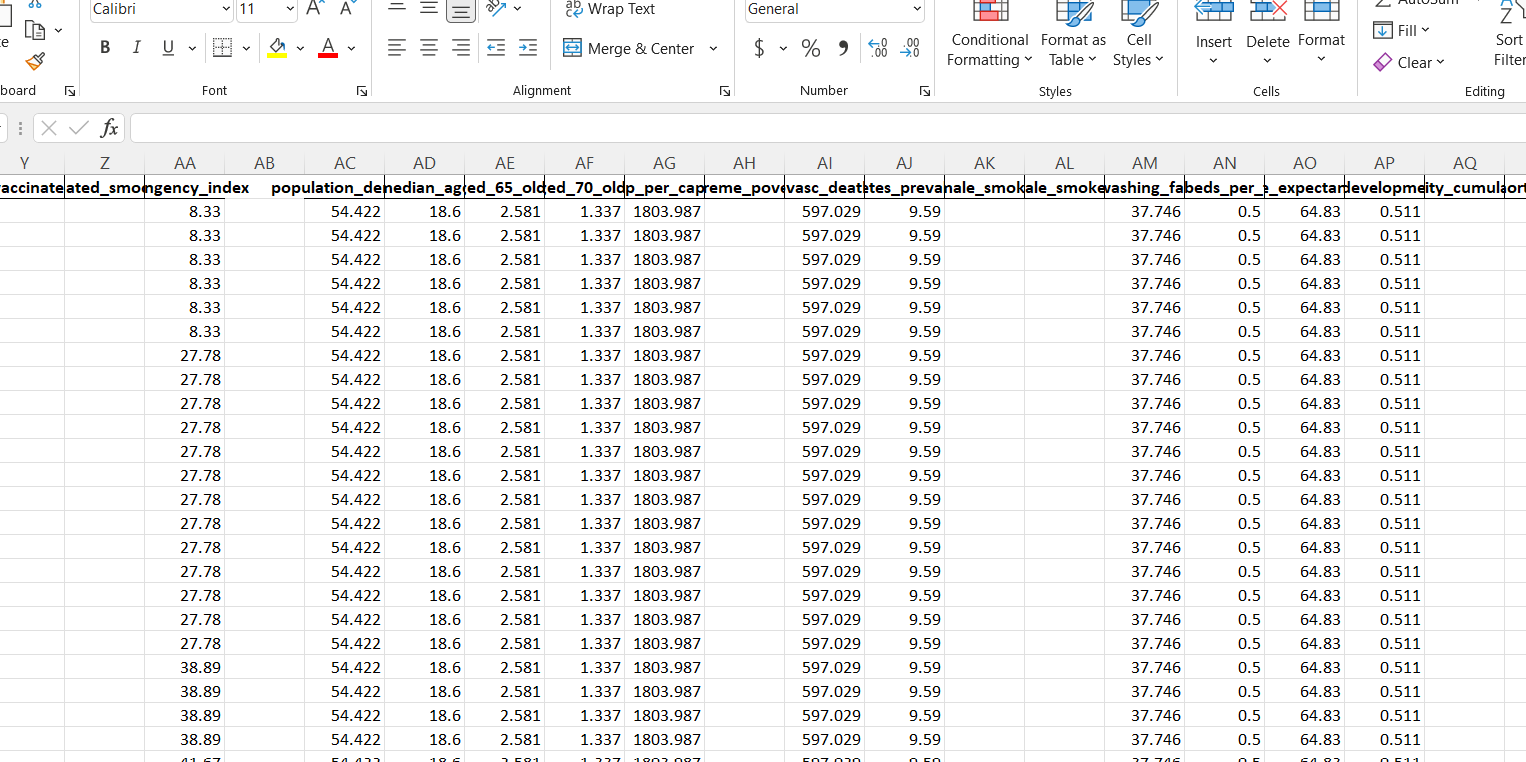 Calibri 11 A A ab Wrap Text General AutoSum
B I U A Merge & Center $ % Conditional Formatting Format as Table Cell Styles Insert Delete Format Fill Sort
Clear Filter
board Font Alignment Number Styles Cells Editing
fx
Y Z AA AB AC AD AE AF AG AH AI AJ AK AL AM AN AO AP AQ
accinate ated_smo ngency_index population_de nedian_ag ed_65_old ed_70_old p_per_cap reme_pove vasc_deat etes_preva nale_smok ale_smoke washing_fa beds_per_ e_expectan developme ity_cumula ort
8.33 54.422 18.6 2.581 1.337 1803.987 597.029 9.59 37.746 0.5 64.83 0.511
8.33 54.422 18.6 2.581 1.337 1803.987 597.029 9.59 37.746 0.5 64.83 0.511
8.33 54.422 18.6 2.581 1.337 1803.987 597.029 9.59 37.746 0.5 64.83 0.511
8.33 54.422 18.6 2.581 1.337 1803.987 597.029 9.59 37.746 0.5 64.83 0.511
8.33 54.422 18.6 2.581 1.337 1803.987 597.029 9.59 37.746 0.5 64.83 0.511
8.33 54.422 18.6 2.581 1.337 1803.987 597.029 9.59 37.746 0.5 64.83 0.511
27.78 54.422 18.6 2.581 1.337 1803.987 597.029 9.59 37.746 0.5 64.83 0.511
27.78 54.422 18.6 2.581 1.337 1803.987 597.029 9.59 37.746 0.5 64.83 0.511
27.78 54.422 18.6 2.581 1.337 1803.987 597.029 9.59 37.746 0.5 64.83 0.511
27.78 54.422 18.6 2.581 1.337 1803.987 597.029 9.59 37.746 0.5 64.83 0.511
27.78 54.422 18.6 2.581 1.337 1803.987 597.029 9.59 37.746 0.5 64.83 0.511
27.78 54.422 18.6 2.581 1.337 1803.987 597.029 9.59 37.746 0.5 64.83 0.511
27.78 54.422 18.6 2.581 1.337 1803.987 597.029 9.59 37.746 0.5 64.83 0.511
27.78 54.422 18.6 2.581 1.337 1803.987 597.029 9.59 37.746 0.5 64.83 0.511
27.78 54.422 18.6 2.581 1.337 1803.987 597.029 9.59 37.746 0.5 64.83 0.511
27.78 54.422 18.6 2.581 1.337 1803.987 597.029 9.59 37.746 0.5 64.83 0.511
27.78 54.422 18.6 2.581 1.337 1803.987 597.029 9.59 37.746 0.5 64.83 0.511
27.78 54.422 18.6 2.581 1.337 1803.987 597.029 9.59 37.746 0.5 64.83 0.511
27.78 54.422 18.6 2.581 1.337 1803.987 597.029 9.59 37.746 0.5 64.83 0.511
38.89 54.422 18.6 2.581 1.337 1803.987 597.029 9.59 37.746 0.5 64.83 0.511
38.89 54.422 18.6 2.581 1.337 1803.987 597.029 9.59 37.746 0.5 64.83 0.511
38.89 54.422 18.6 2.581 1.337 1803.987 597.029 9.59 37.746 0.5 64.83 0.511
38.89 54.422 18.6 2.581 1.337 1803.987 597.029 9.59 37.746 0.5 64.83 0.511